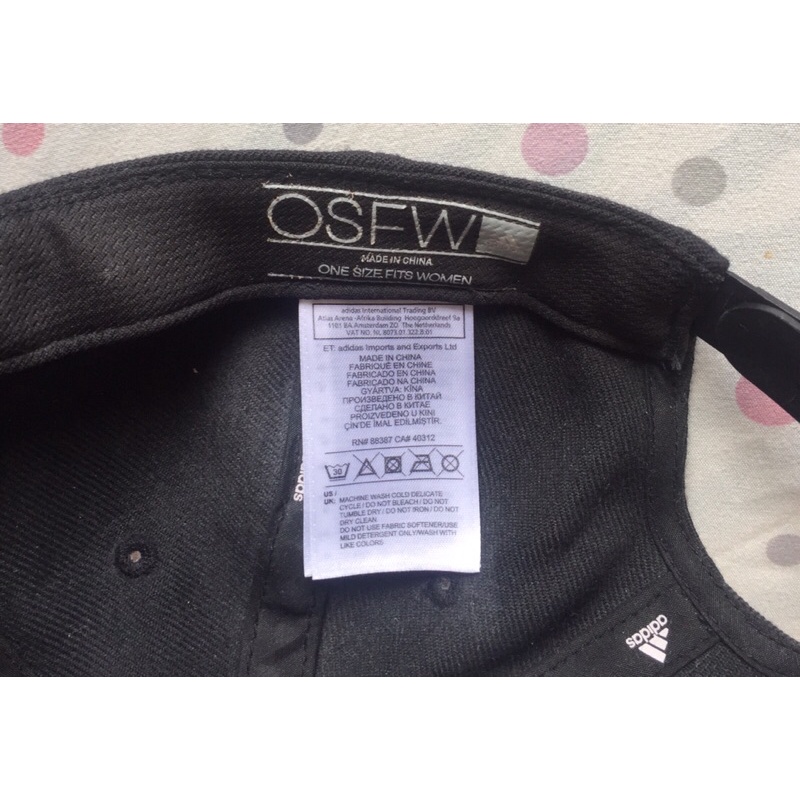 OSFW
MADE IN CHINA
ONE SIZE FITS WOMEN
adidas International Trading BV
Atlas Arena -Afrika Building Hoogoorddreef 9a
1101 BA Amsterdam ZO The Netherlands
VAT NO. NL 8073.01.322.B.01
ET: adidas Imports and Exports Ltd
MADE IN CHINA
FABRIQUÉ EN CHINE
FABRICADO EN CHINA
FABRICADO NA CHINA
GYÁRTVA: KÍNA
ПРОИЗВЕДЕНО В КИТАЙ
СДЕЛАНО В КИТАЕ
PROIZVEDENO U KINI
ÇİN'DE İMAL EDİLMİŞTİR.
RN# 88387 CA# 40312
30
US /
UK: MACHINE WASH COLD DELICATE
CYCLE / DO NOT BLEACH / DO NOT
TUMBLE DRY / DO NOT IRON / DO NOT
DRY CLEAN
DO NOT USE FABRIC SOFTENER/USE
MILD DETERGENT ONLY/WASH WITH
LIKE COLORS
adidas
adidas